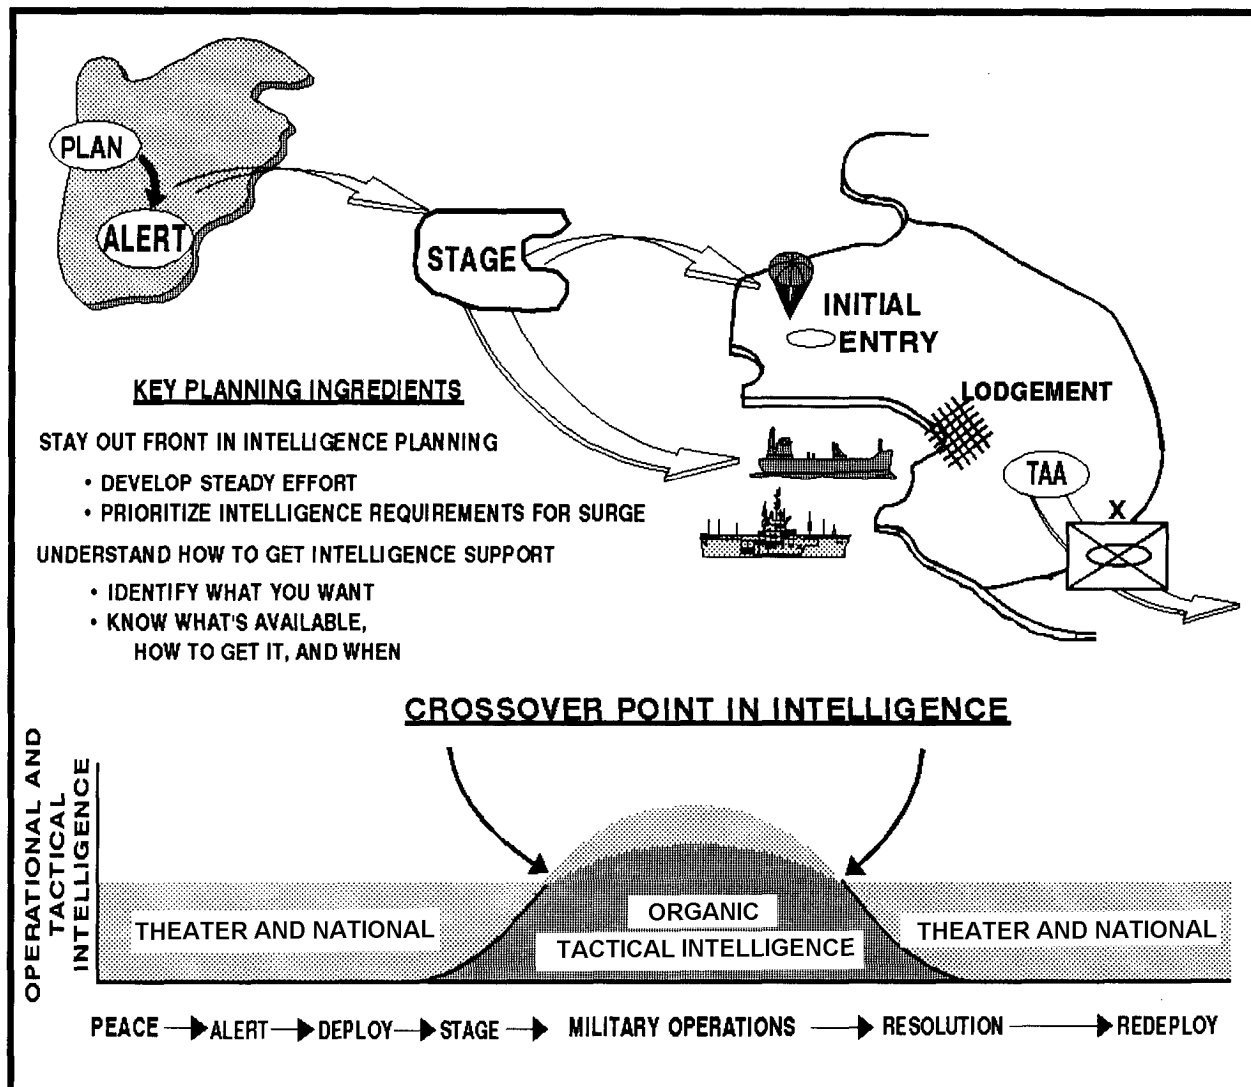 PLAN
ALERT
STAGE
INITIAL
ENTRY
LODGEMENT
TAA
X
KEY PLANNING INGREDIENTS
STAY OUT FRONT IN INTELLIGENCE PLANNING
• DEVELOP STEADY EFFORT
• PRIORITIZE INTELLIGENCE REQUIREMENTS FOR SURGE
UNDERSTAND HOW TO GET INTELLIGENCE SUPPORT
• IDENTIFY WHAT YOU WANT
• KNOW WHAT'S AVAILABLE,
HOW TO GET IT, AND WHEN
CROSSOVER POINT IN INTELLIGENCE
OPERATIONAL AND
TACTICAL
INTELLIGENCE
THEATER AND NATIONAL
ORGANIC
TACTICAL INTELLIGENCE
THEATER AND NATIONAL
PEACE ALERT DEPLOY STAGE MILITARY OPERATIONS RESOLUTION REDEPLOY